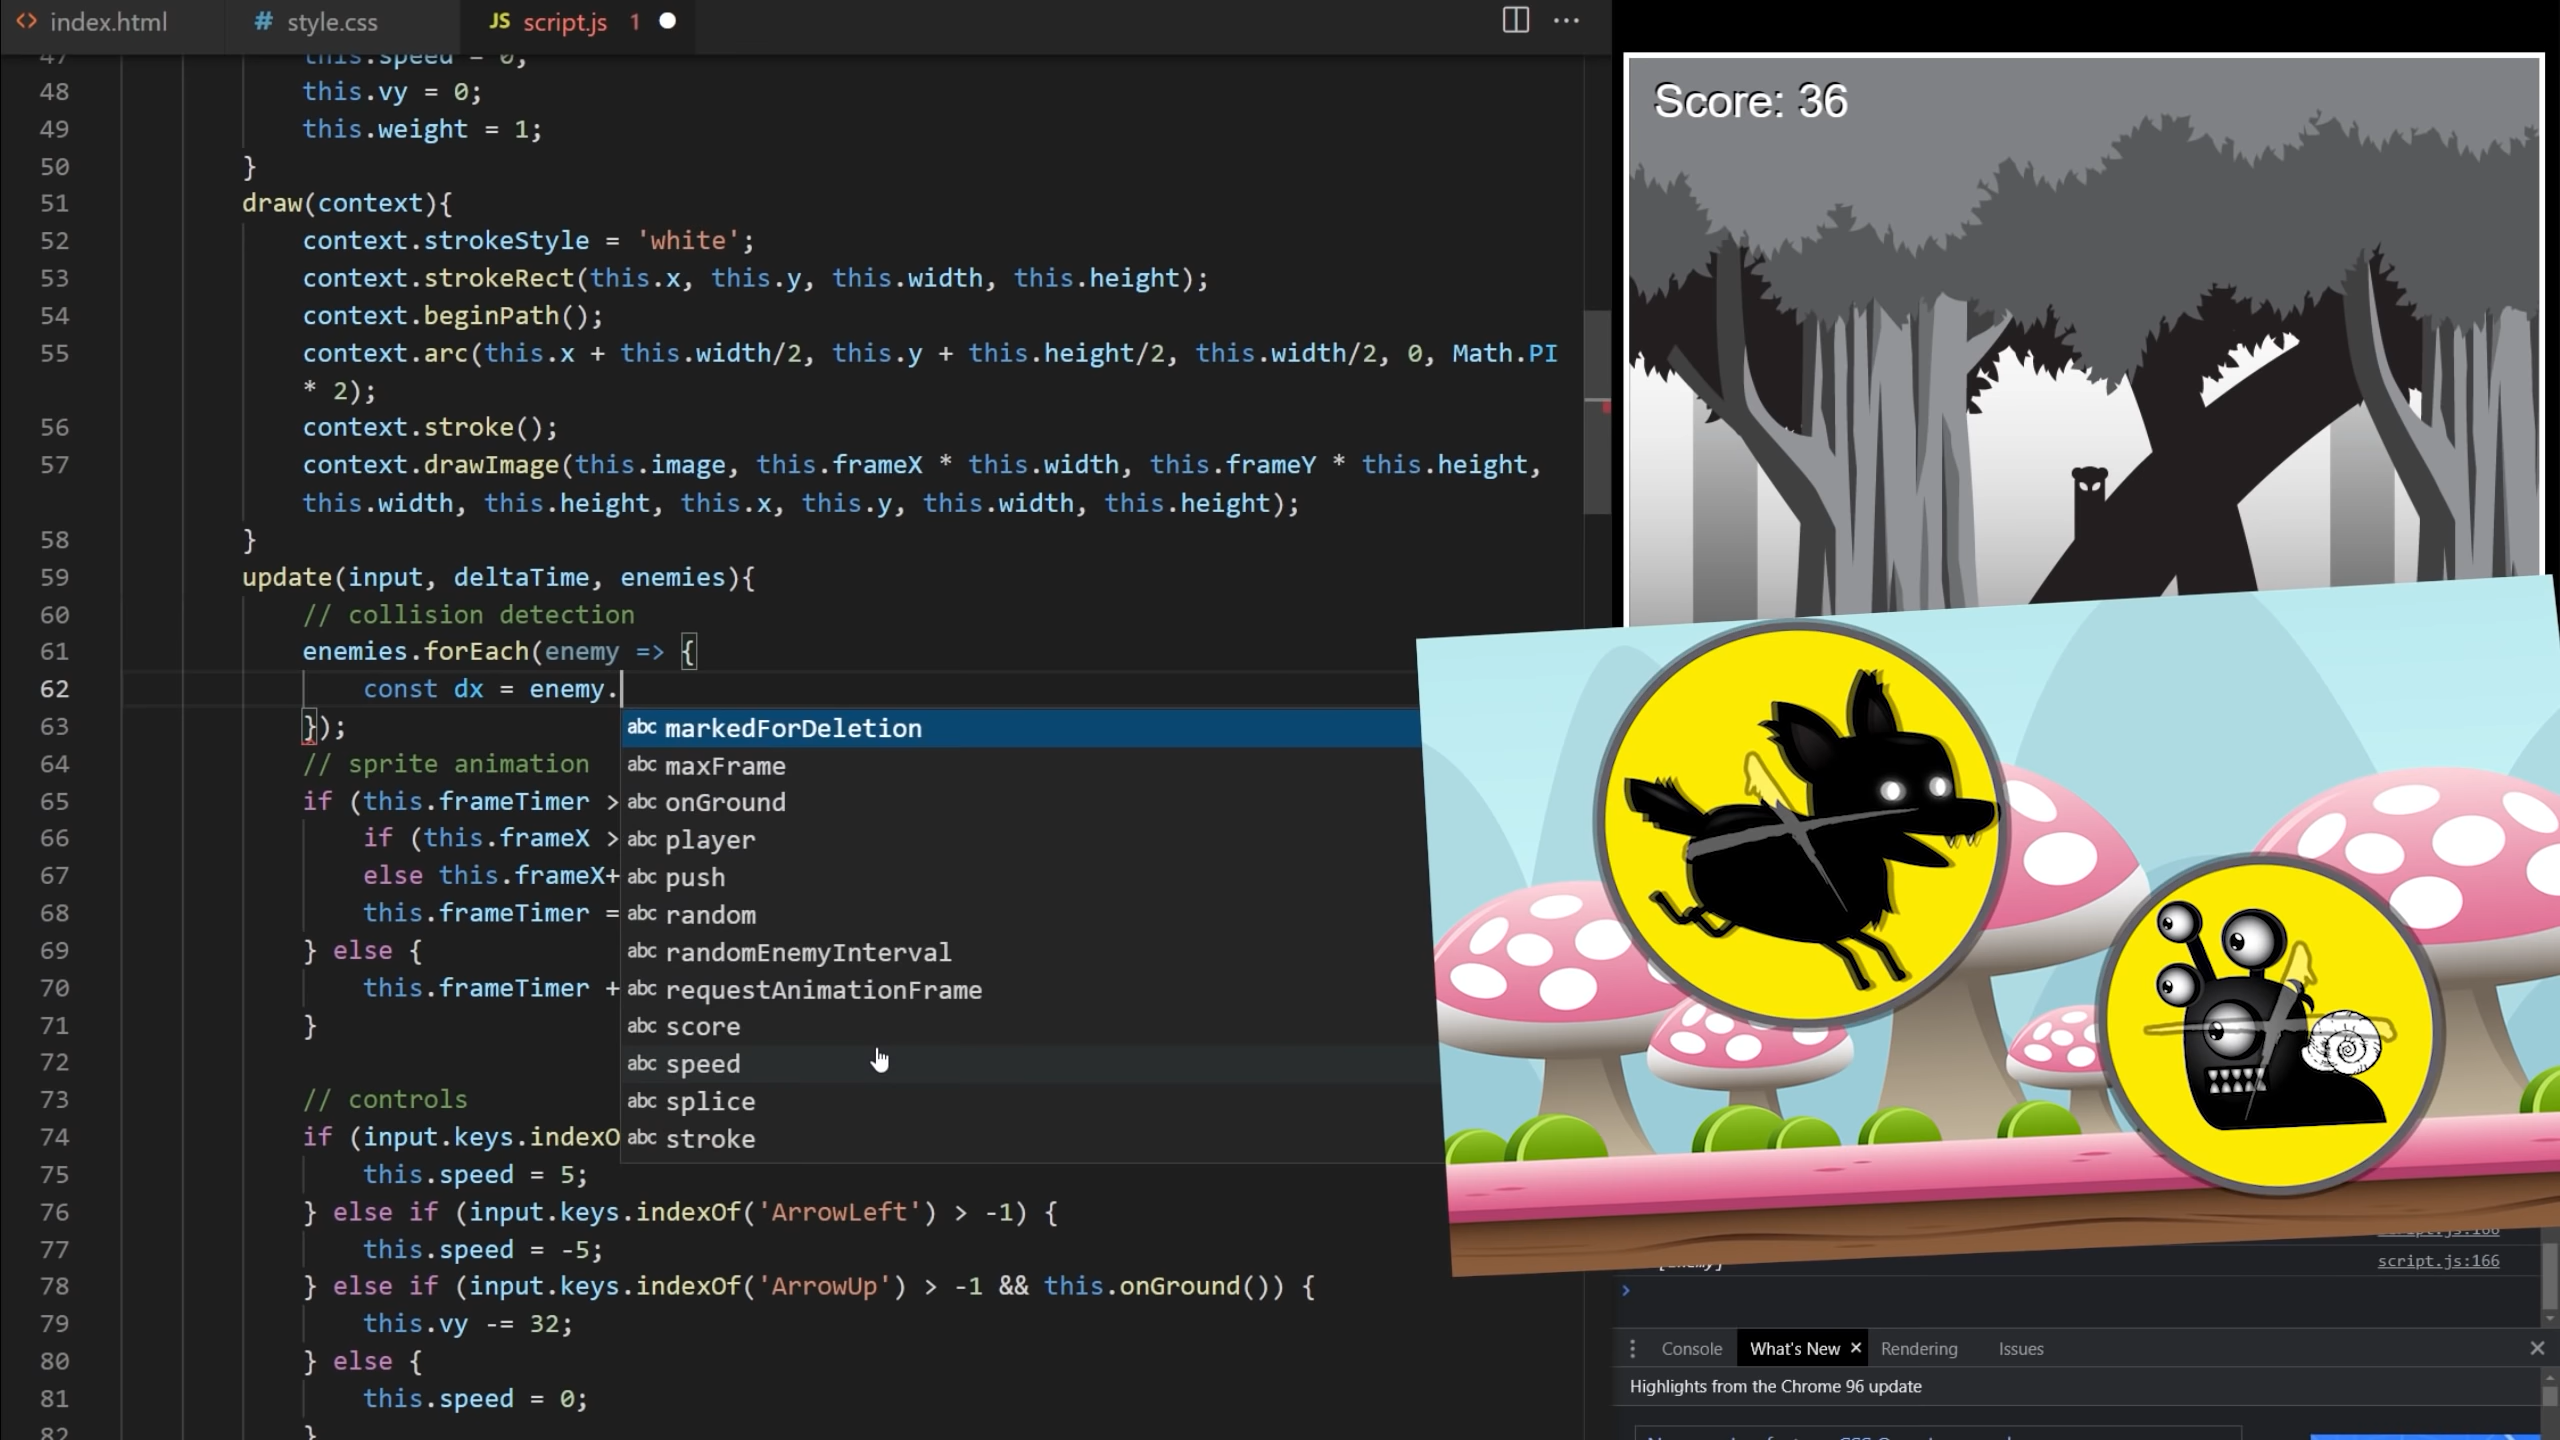 index.html
style.css
JS script.js 1
47 this.speed = 0;
48 this.vy = 0;
49 this.weight = 1;
50 }
51 draw(context){
52 context.strokeStyle = 'white';
53 context.strokeRect(this.x, this.y, this.width, this.height);
54 context.beginPath();
55 context.arc(this.x + this.width/2, this.y + this.height/2, this.width/2, 0, Math.PI
* 2);
56 context.stroke();
57 context.drawImage(this.image, this.frameX * this.width, this.frameY * this.height,
this.width, this.height, this.x, this.y, this.width, this.height);
58 }
59 update(input, deltaTime, enemies){
60 // collision detection
61 enemies.forEach(enemy => {
62 const dx = enemy.
63 });
64 // sprite animation
65 if (this.frameTimer >
66 if (this.frameX >
67 else this.frameX+
68 this.frameTimer =
69 } else {
70 this.frameTimer +
71 }
72
73 // controls
74 if (input.keys.indexO
75 this.speed = 5;
76 } else if (input.keys.indexOf('ArrowLeft') > -1) {
77 this.speed = -5;
78 } else if (input.keys.indexOf('ArrowUp') > -1 && this.onGround()) {
79 this.vy -= 32;
80 } else {
81 this.speed = 0;
82 }
abc markedForDeletion
abc maxFrame
abc onGround
abc player
abc push
abc random
abc randomEnemyInterval
abc requestAnimationFrame
abc score
abc speed
abc splice
abc stroke
Score: 36
script.js:166
script.js:166
Console
What's New
Rendering
Issues
Highlights from the Chrome 96 update